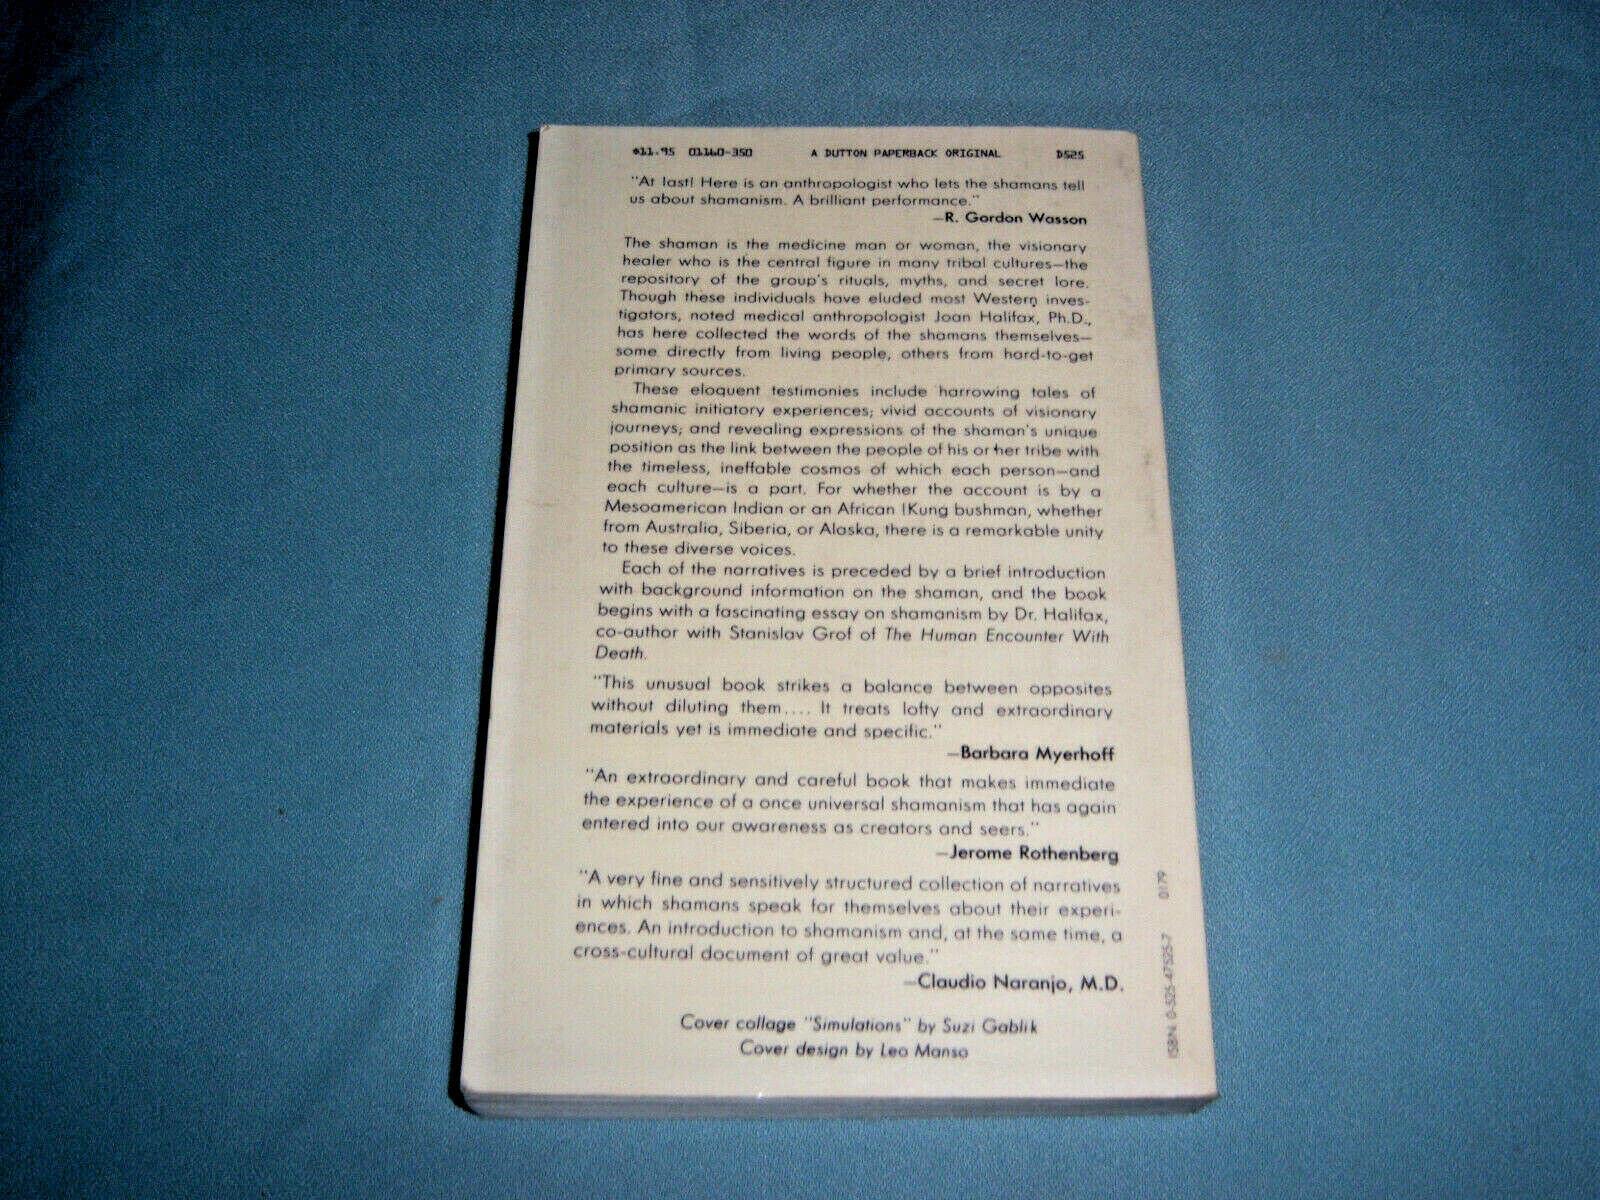 $11.95 01160-350 A DUTTON PAPERBACK ORIGINAL D525
"At last! Here is an anthropologist who lets the shamans tell
us about shamanism. A brilliant performance."
—R. Gordon Wasson
The shaman is the medicine man or woman, the visionary
healer who is the central figure in many tribal cultures—the
repository of the group's rituals, myths, and secret lore.
Though these individuals have eluded most Western inves-
tigators, noted medical anthropologist Joan Halifax, Ph.D.,
has here collected the words of the shamans themselves—
some directly from living people, others from hard-to-get
primary sources.
These eloquent testimonies include harrowing tales of
shamanic initiatory experiences; vivid accounts of visionary
journeys; and revealing expressions of the shaman's unique
position as the link between the people of his or her tribe with
the timeless, ineffable cosmos of which each person—and
each culture—is a part. For whether the account is by a
Mesoamerican Indian or an African !Kung bushman, whether
from Australia, Siberia, or Alaska, there is a remarkable unity
to these diverse voices.
Each of the narratives is preceded by a brief introduction
with background information on the shaman, and the book
begins with a fascinating essay on shamanism by Dr. Halifax,
co-author with Stanislav Grof of The Human Encounter With
Death.
"This unusual book strikes a balance between opposites
without diluting them.... It treats lofty and extraordinary
materials yet is immediate and specific."
—Barbara Myerhoff
"An extraordinary and careful book that makes immediate
the experience of a once universal shamanism that has again
entered into our awareness as creators and seers."
—Jerome Rothenberg
"A very fine and sensitively structured collection of narratives
in which shamans speak for themselves about their experi-
ences. An introduction to shamanism and, at the same time, a
cross-cultural document of great value."
—Claudio Naranjo, M.D.
Cover collage "Simulations" by Suzi Gablik
Cover design by Leo Manso
ISBN 0-525-47525-7 0179